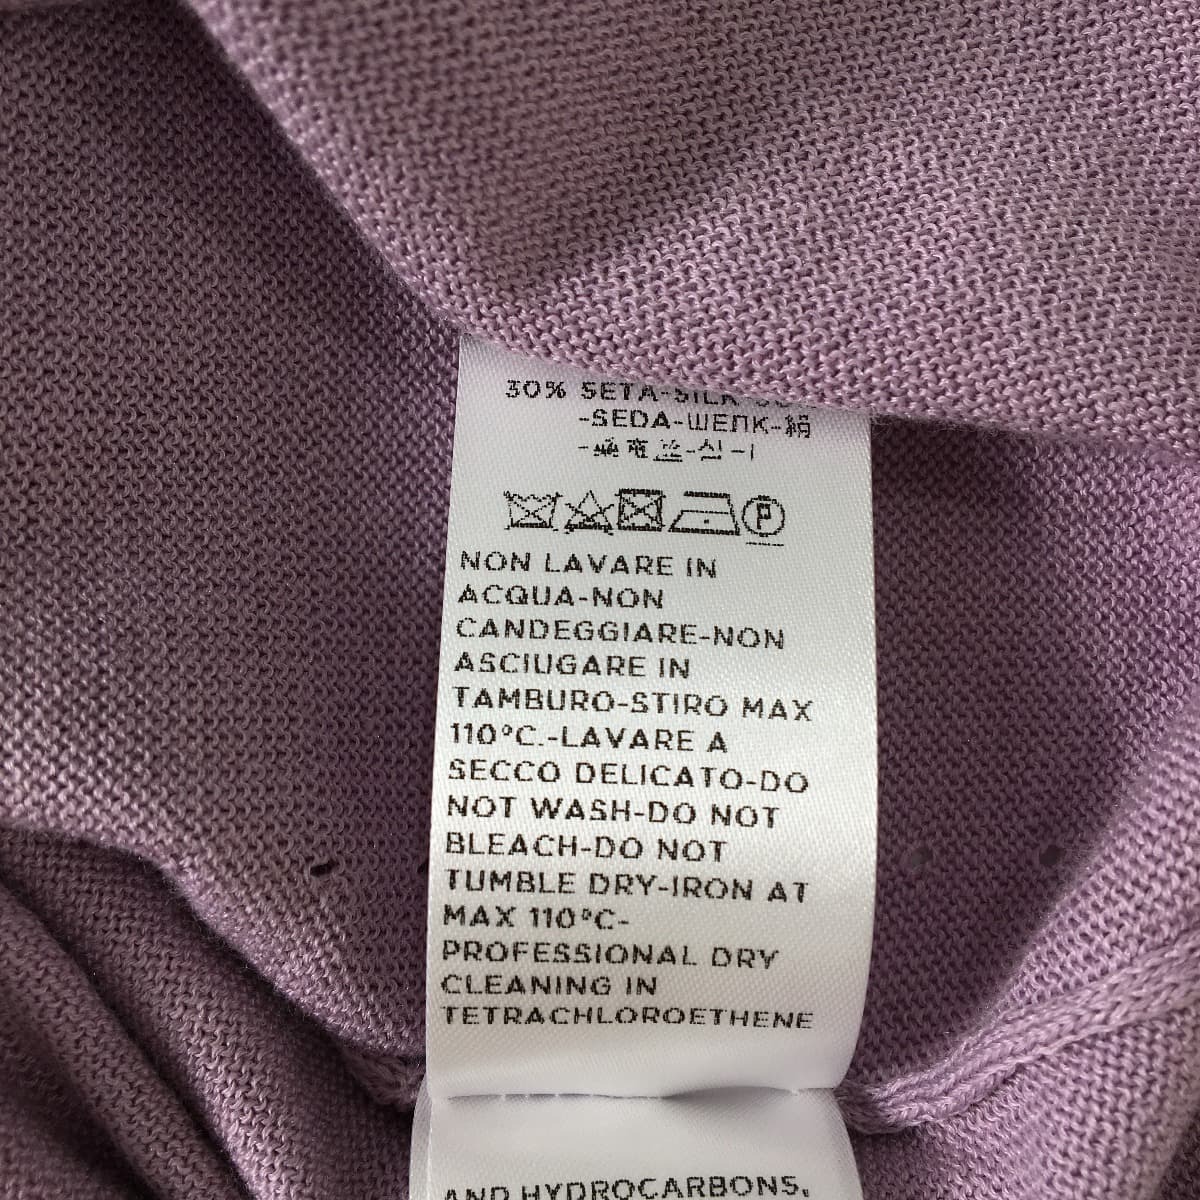 30% SETA-SILK
-SEDA-ШЕПК-絹
NON LAVARE IN
ACQUA-NON
CANDEGGIARE-NON
ASCIUGARE IN
TAMBURO-STIRO MAX
110°C.-LAVARE A
SECCO DELICATO-DO
NOT WASH-DO NOT
BLEACH-DO NOT
TUMBLE DRY-IRON AT
MAX 110°C-
PROFESSIONAL DRY
CLEANING IN
TETRACHLOROETHENE
AND HYDROCARBONS,